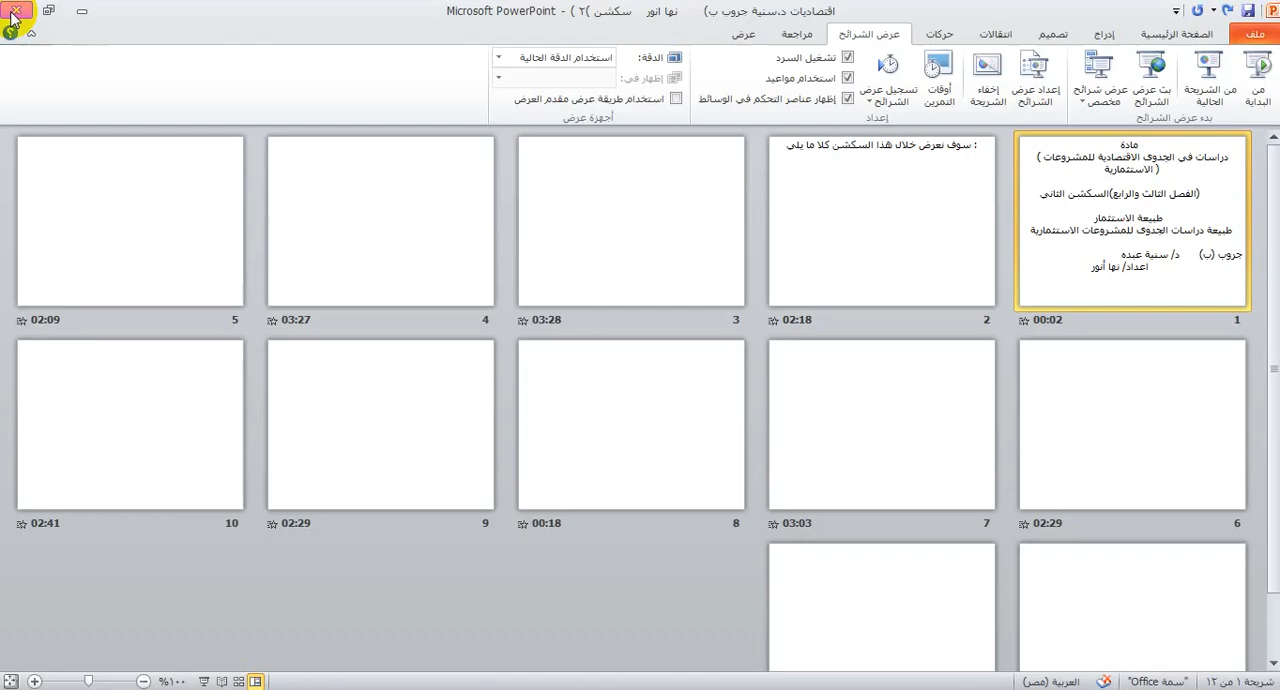 اقتصاديات د.سنية جروب ب) نها انور سكشن )٢ ) - Microsoft PowerPoint
ملف
الصفحة الرئيسية
إدراج
تصميم
انتقالات
حركات
عرض الشرائح
مراجعة
عرض
من البداية
من الشريحة الحالية
بث عرض الشرائح
عرض شرائح مخصص
بدء عرض الشرائح
إعداد عرض الشرائح
إخفاء الشريحة
أوقات التمرين
تسجيل عرض الشرائح
تشغيل السرد
استخدام مواعيد
إظهار عناصر التحكم في الوسائط
إعداد
الدقة: استخدام الدقة الحالية
إظهار في:
استخدام طريقة عرض مقدم العرض
أجهزة عرض
مادة
دراسات في الجدوى الاقتصادية للمشروعات )
( الاستثمارية
(الفصل الثالث والرابع)السكشن الثاني
طبيعة الاستثمار
طبيعة دراسات الجدوى للمشروعات الاستثمارية
جروب (ب) د/ سنية عبده
اعداد/ نها أنور
1 00:02
: سوف نعرض خلال هذا السكشن كلا ما يلي
2 02:18
3 03:28
4 03:27
5 02:09
6 02:29
7 03:03
8 00:18
9 02:29
10 02:41
شريحة ١ من ١٢
"سمة Office"
العربية (مصر)
%١٠٠